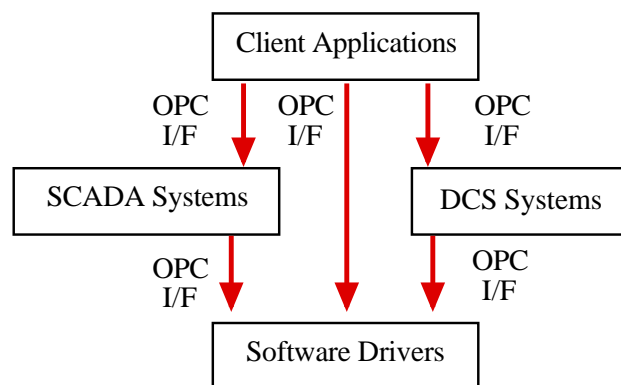 Client Applications
OPC
I/F
OPC
I/F
OPC
I/F
SCADA Systems
DCS Systems
OPC
I/F
OPC
I/F
Software Drivers